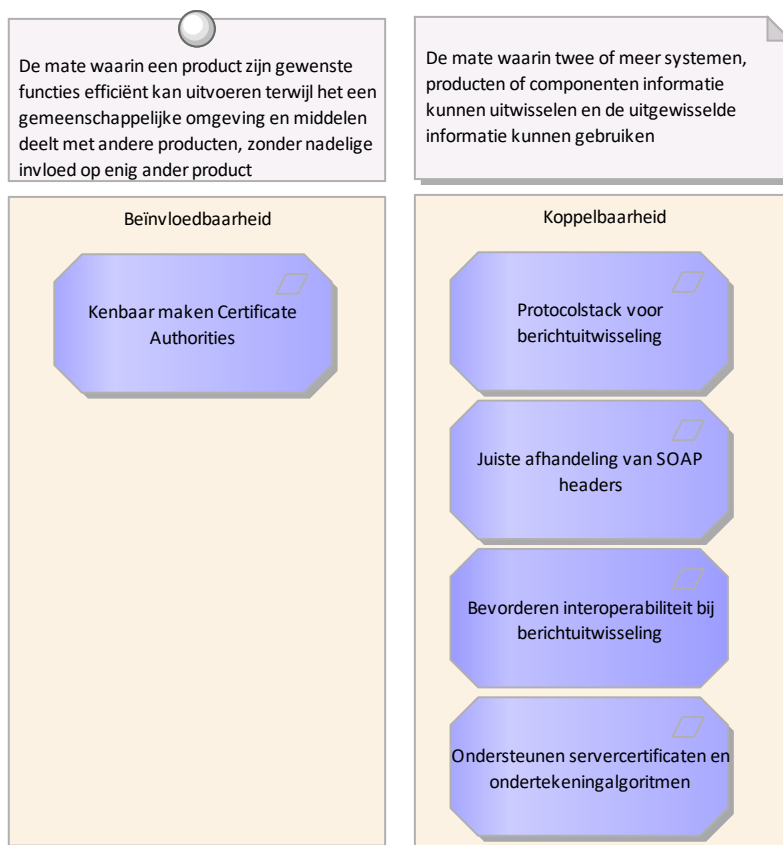 De mate waarin een product zijn gewenste
functies efficiënt kan uitvoeren terwijl het een
gemeenschappelijke omgeving en middelen
deelt met andere producten, zonder nadelige
invloed op enig ander product
De mate waarin twee of meer systemen,
producten of componenten informatie
kunnen uitwisselen en de uitgewisselde
informatie kunnen gebruiken
Beïnvloedbaarheid
Kenbaar maken Certificate
Authorities
Koppelbaarheid
Protocolstack voor
berichtuitwisseling
Juiste afhandeling van SOAP
headers
Bevorderen interoperabiliteit bij
berichtuitwisseling
Ondersteunen servercertificaten en
ondertekeningalgoritmen